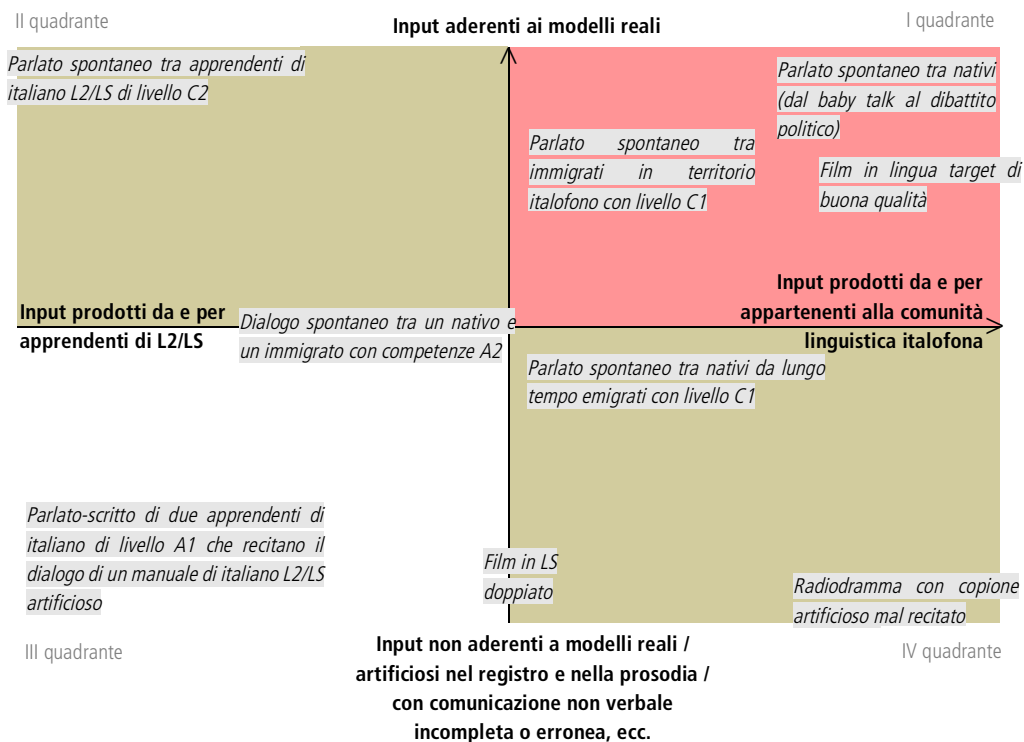 II quadrante
Input aderenti ai modelli reali
I quadrante
Parlato spontaneo tra apprendenti di
italiano L2/LS di livello C2
Parlato spontaneo tra nativi
(dal baby talk al dibattito
politico)
Parlato spontaneo tra
immigrati in territorio
italofono con livello C1
Film in lingua target di
buona qualità
Input prodotti da e per
apprendenti di L2/LS
Dialogo spontaneo tra un nativo e
un immigrato con competenze A2
Input prodotti da e per
appartenenti alla comunità
linguistica italofona
Parlato spontaneo tra nativi da lungo
tempo emigrati con livello C1
Parlato-scritto di due apprendenti di
italiano di livello A1 che recitano il
dialogo di un manuale di italiano L2/LS
artificioso
Film in LS
doppiato
Radiodramma con copione
artificioso mal recitato
III quadrante
Input non aderenti a modelli reali /
artificiosi nel registro e nella prosodia /
con comunicazione non verbale
incompleta o erronea, ecc.
IV quadrante